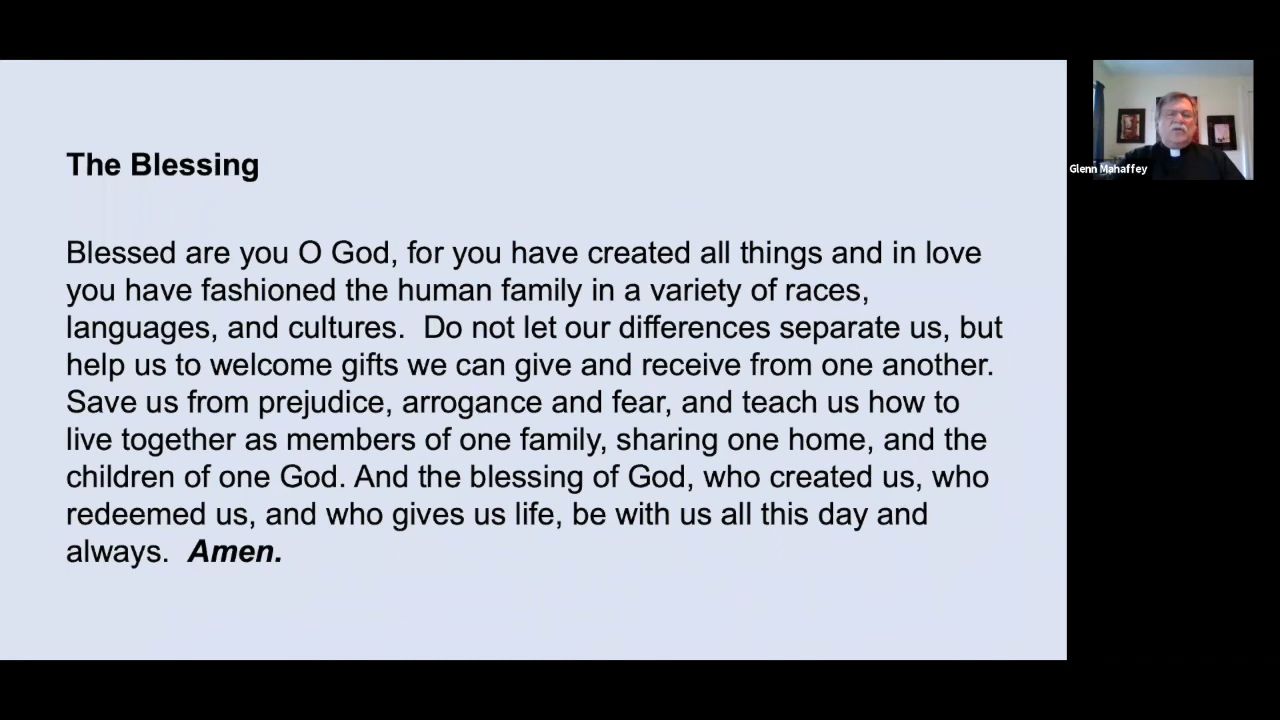 The Blessing
Blessed are you O God, for you have created all things and in love
you have fashioned the human family in a variety of races,
languages, and cultures.  Do not let our differences separate us, but
help us to welcome gifts we can give and receive from one another.
Save us from prejudice, arrogance and fear, and teach us how to
live together as members of one family, sharing one home, and the
children of one God. And the blessing of God, who created us, who
redeemed us, and who gives us life, be with us all this day and
always.  Amen.
Glenn Mahaffey